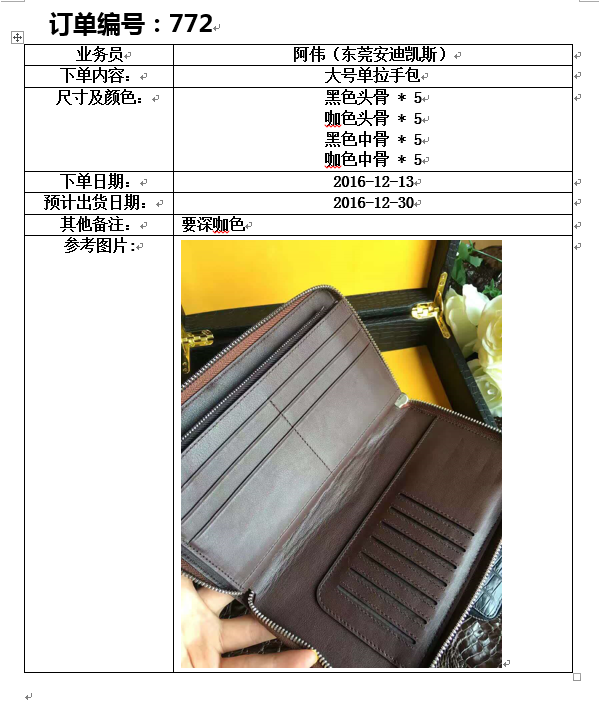 订单编号：772
业务员 阿伟（东莞安迪凯斯）
下单内容： 大号单拉手包
尺寸及颜色： 黑色头骨 * 5
咖色头骨 * 5
黑色中骨 * 5
咖色中骨 * 5
下单日期： 2016-12-13
预计出货日期： 2016-12-30
其他备注： 要深咖色
参考图片: